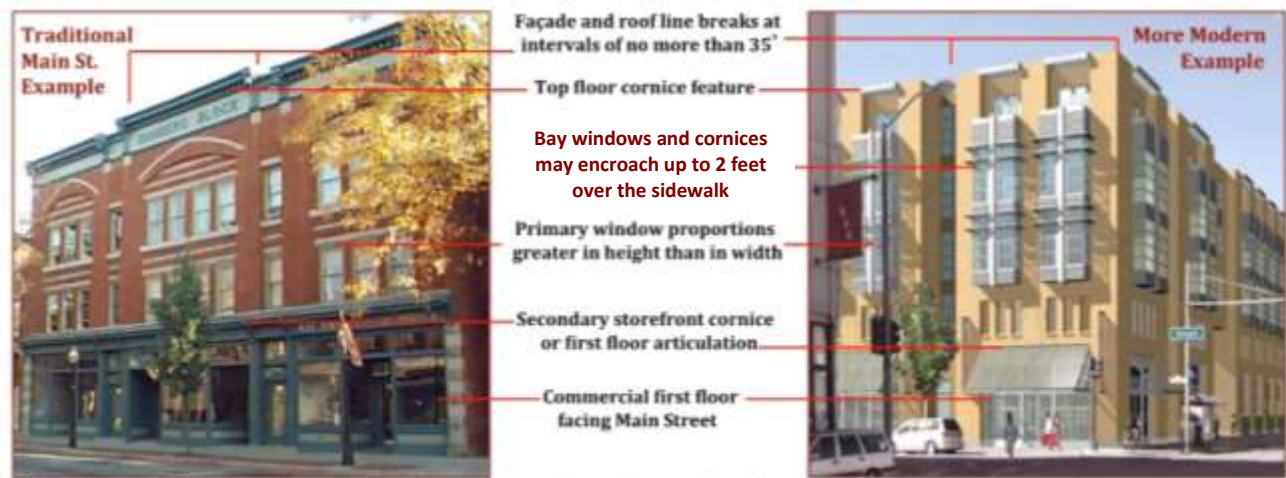 Traditional
Main St.
Example
Façade and roof line breaks at
intervals of no more than 35'
More Modern
Example
Top floor cornice feature
Bay windows and cornices
may encroach up to 2 feet
over the sidewalk
Primary window proportions
greater in height than in width
Secondary storefront cornice
or first floor articulation
Commercial first floor
facing Main Street
BLOCK